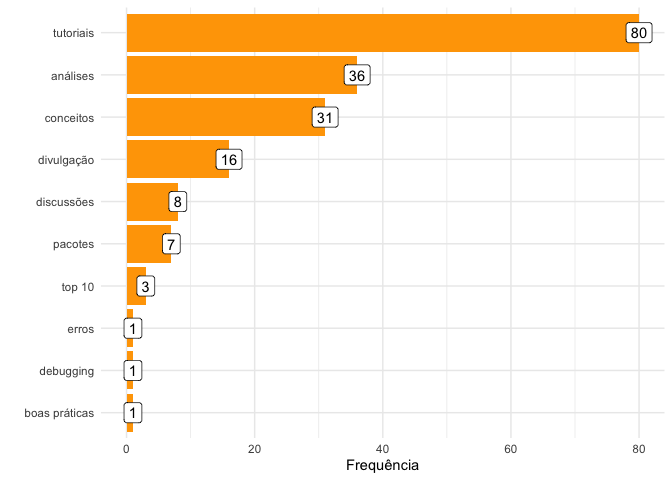 tutoriais 80
análises 36
conceitos 31
divulgação 16
discussões 8
pacotes 7
top 10 3
erros 1
debugging 1
boas práticas 1
0 20 40 60 80
Frequência